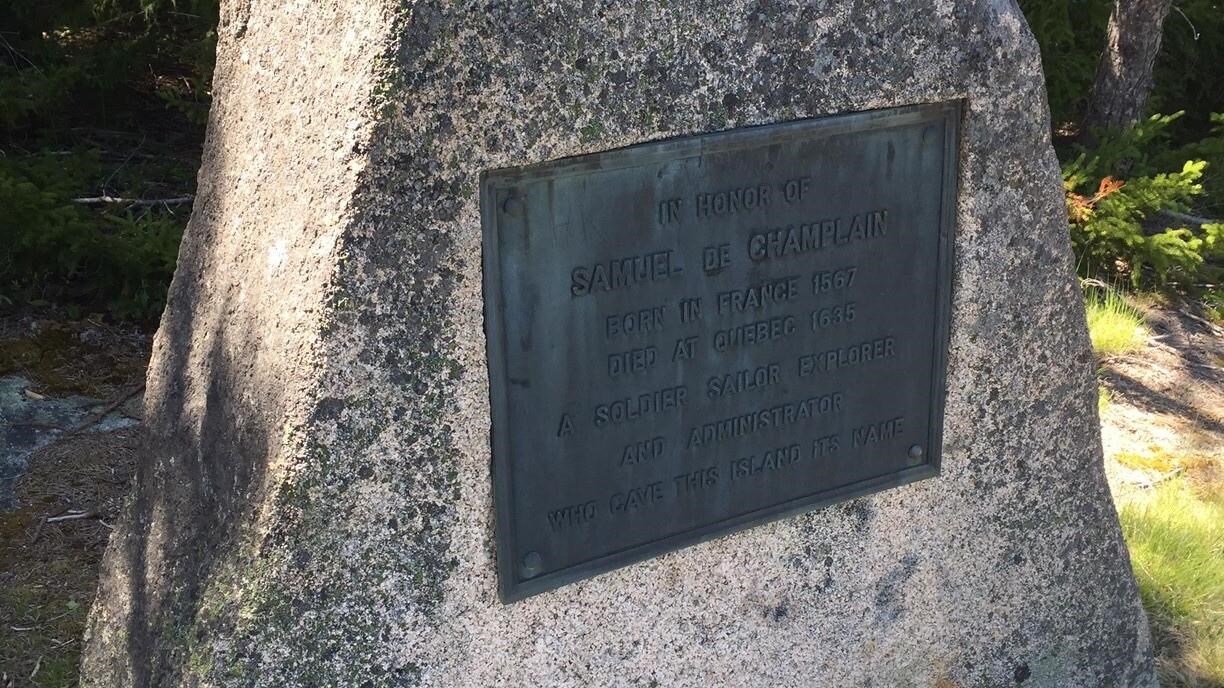 IN HONOR OF
SAMUEL DE CHAMPLAIN
BORN IN FRANCE 1567
DIED AT QUEBEC 1635
A SOLDIER SAILOR EXPLORER
AND ADMINISTRATOR
WHO GAVE THIS ISLAND ITS NAME